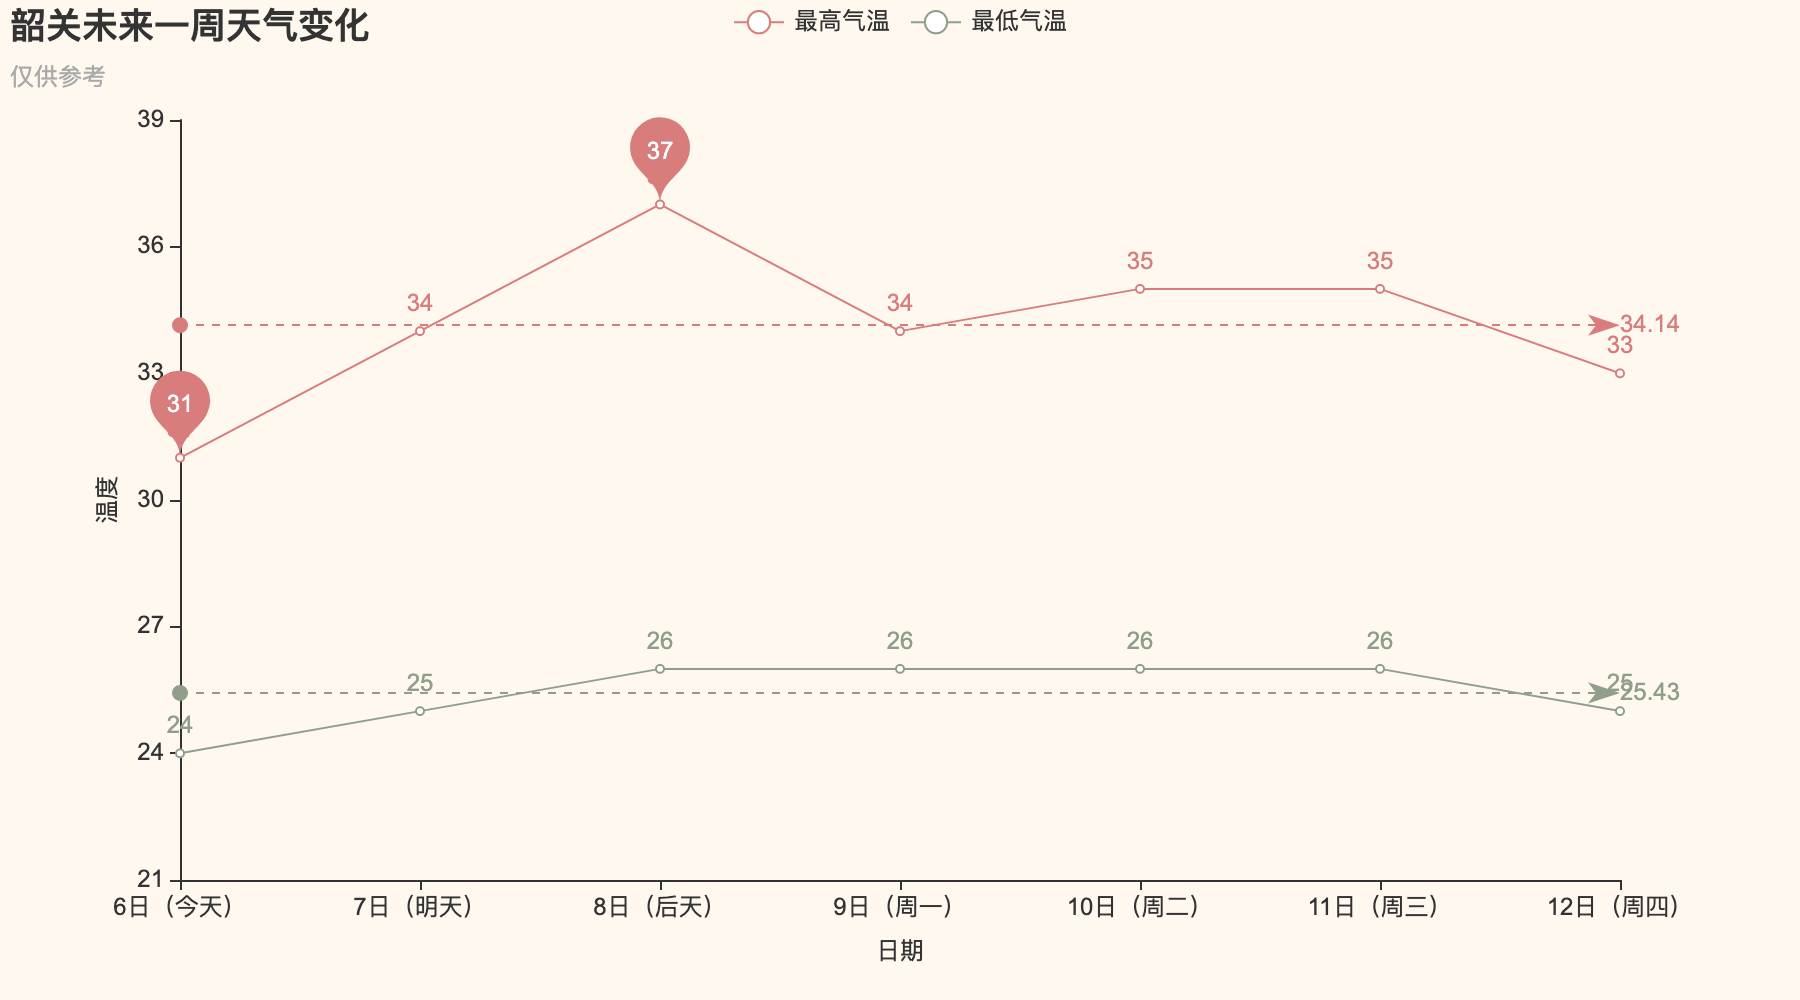 韶关未来一周天气变化
仅供参考
最高气温
最低气温
39
36
33
30
27
24
21
温度
31
34
37
34
35
35
33
34.14
24
25
26
26
26
26
25
25.43
6日（今天）
7日（明天）
8日（后天）
9日（周一）
10日（周二）
11日（周三）
12日（周四）
日期